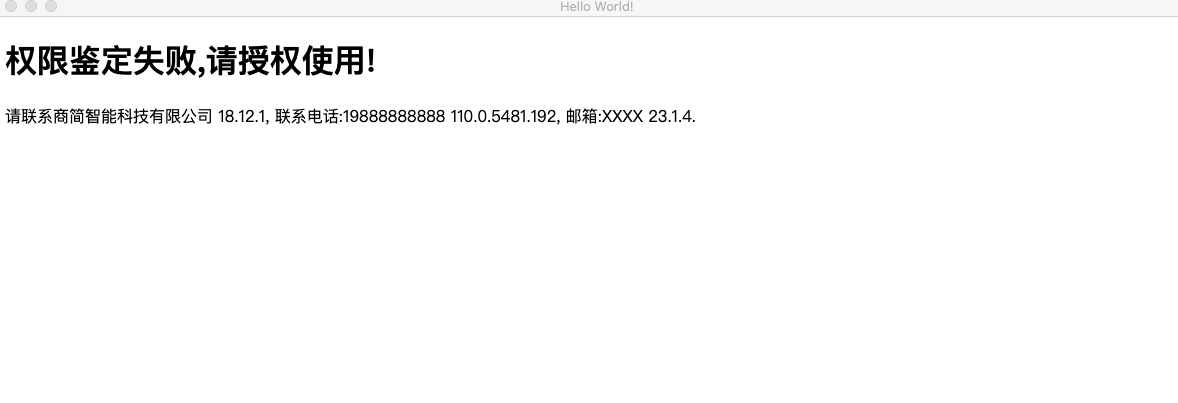 Hello World!
权限鉴定失败,请授权使用!
请联系商简智能科技有限公司 18.12.1, 联系电话:19888888888 110.0.5481.192, 邮箱:XXXX 23.1.4.